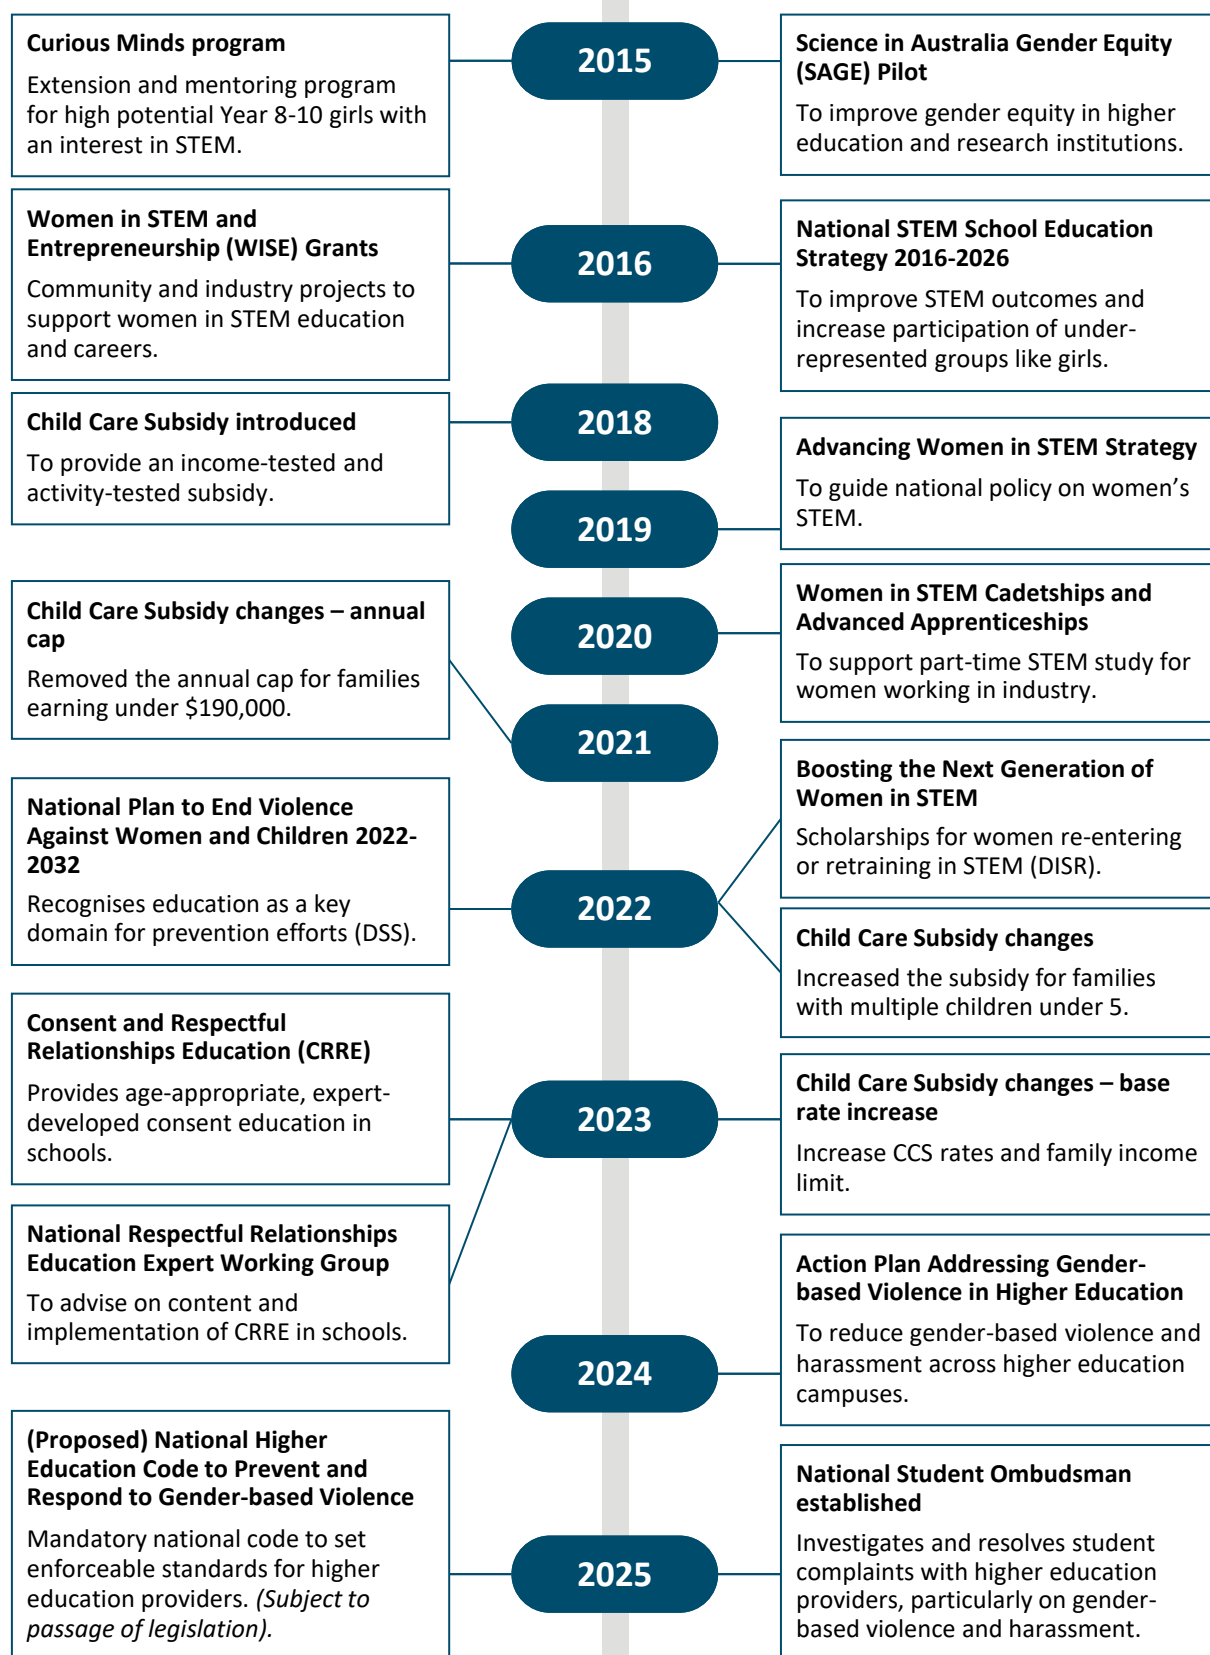 2015
Curious Minds program
Extension and mentoring program
for high potential Year 8-10 girls with
an interest in STEM.
Science in Australia Gender Equity
(SAGE) Pilot
To improve gender equity in higher
education and research institutions.
2016
Women in STEM and
Entrepreneurship (WISE) Grants
Community and industry projects to
support women in STEM education
and careers.
National STEM School Education
Strategy 2016-2026
To improve STEM outcomes and
increase participation of under-
represented groups like girls.
2018
Child Care Subsidy introduced
To provide an income-tested and
activity-tested subsidy.
2019
Advancing Women in STEM Strategy
To guide national policy on women’s
STEM.
2020
Women in STEM Cadetships and
Advanced Apprenticeships
To support part-time STEM study for
women working in industry.
2021
Child Care Subsidy changes – annual
cap
Removed the annual cap for families
earning under $190,000.
2022
National Plan to End Violence
Against Women and Children 2022-
2032
Recognises education as a key
domain for prevention efforts (DSS).
Boosting the Next Generation of
Women in STEM
Scholarships for women re-entering
or retraining in STEM (DISR).
Child Care Subsidy changes
Increased the subsidy for families
with multiple children under 5.
2023
Consent and Respectful
Relationships Education (CRRE)
Provides age-appropriate, expert-
developed consent education in
schools.
National Respectful Relationships
Education Expert Working Group
To advise on content and
implementation of CRRE in schools.
Child Care Subsidy changes – base
rate increase
Increase CCS rates and family income
limit.
2024
Action Plan Addressing Gender-
based Violence in Higher Education
To reduce gender-based violence and
harassment across higher education
campuses.
2025
(Proposed) National Higher
Education Code to Prevent and
Respond to Gender-based Violence
Mandatory national code to set
enforceable standards for higher
education providers. (Subject to
passage of legislation).
National Student Ombudsman
established
Investigates and resolves student
complaints with higher education
providers, particularly on gender-
based violence and harassment.